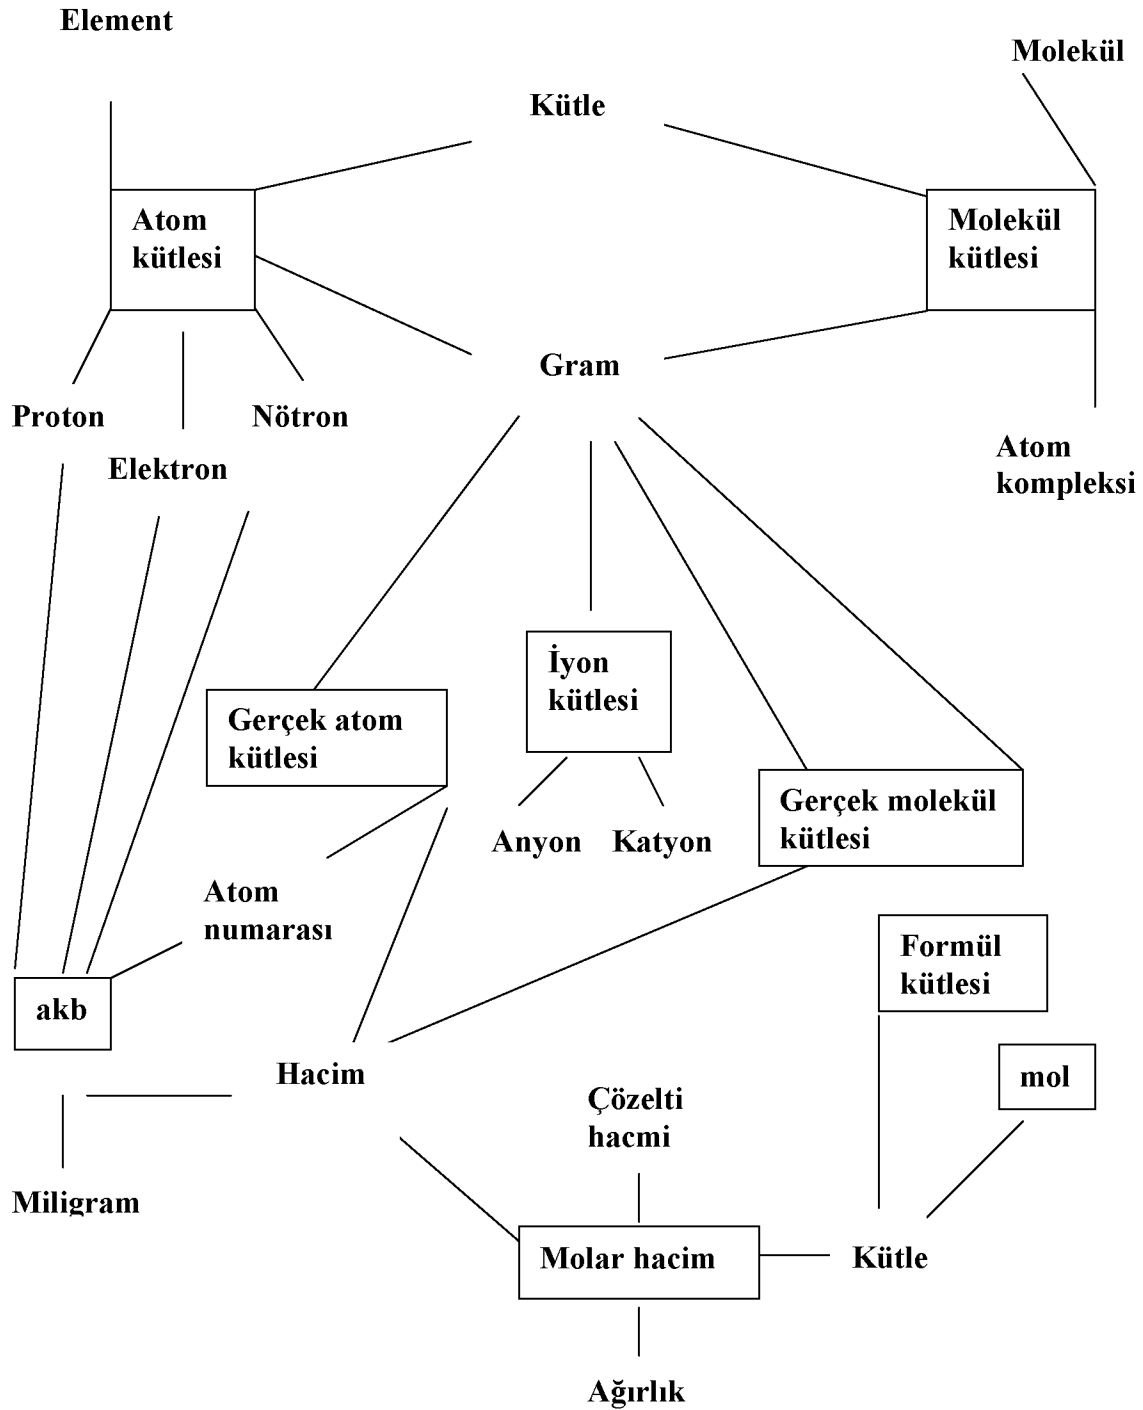 Element
Molekül
Kütle
Atom
kütlesi
Molekül
kütlesi
Gram
Proton
Nötron
Elektron
Atom
kompleksi
İyon
kütlesi
Gerçek atom
kütlesi
Gerçek molekül
kütlesi
Anyon
Katyon
Atom
numarası
Formül
kütlesi
akb
Hacim
mol
Çözelti
hacmi
Miligram
Molar hacim
Kütle
Ağırlık